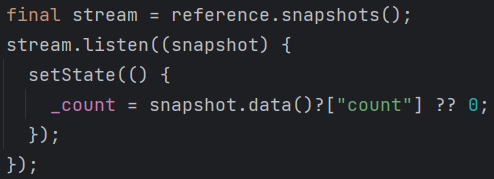 final stream = reference.snapshots();
stream.listen((snapshot) {
  setState(() {
    _count = snapshot.data()?["count"] ?? 0;
  });
});